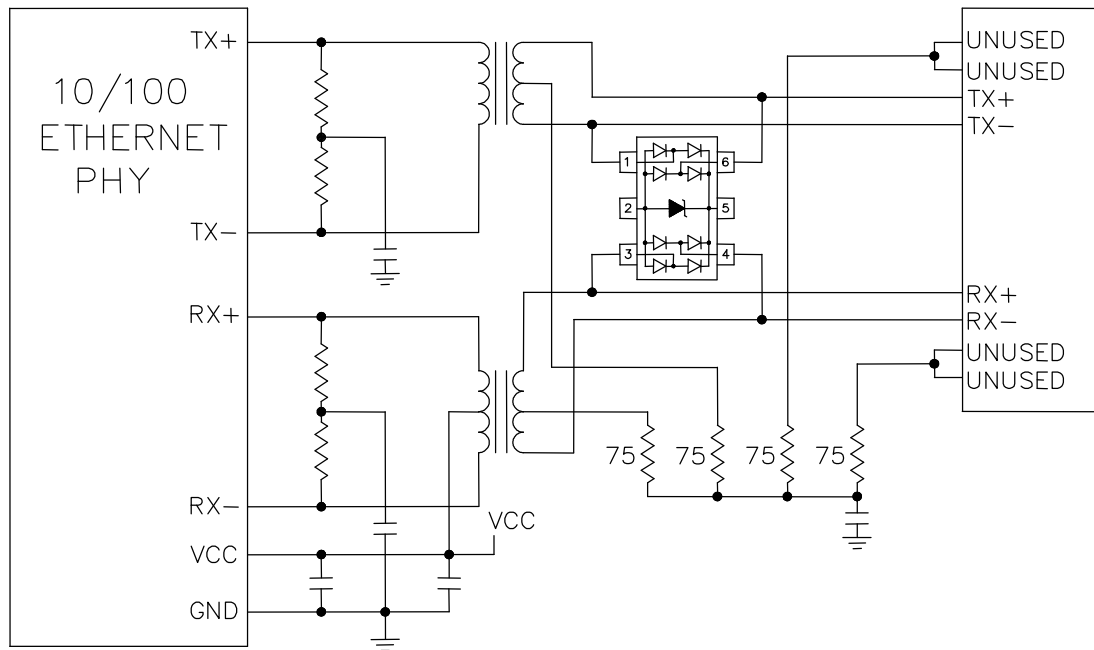 10/100
ETHERNET
PHY
TX+
TX-
RX+
RX-
VCC
GND
VCC
1
2
3
6
5
4
75
75
75
75
UNUSED
UNUSED
TX+
TX-
RX+
RX-
UNUSED
UNUSED